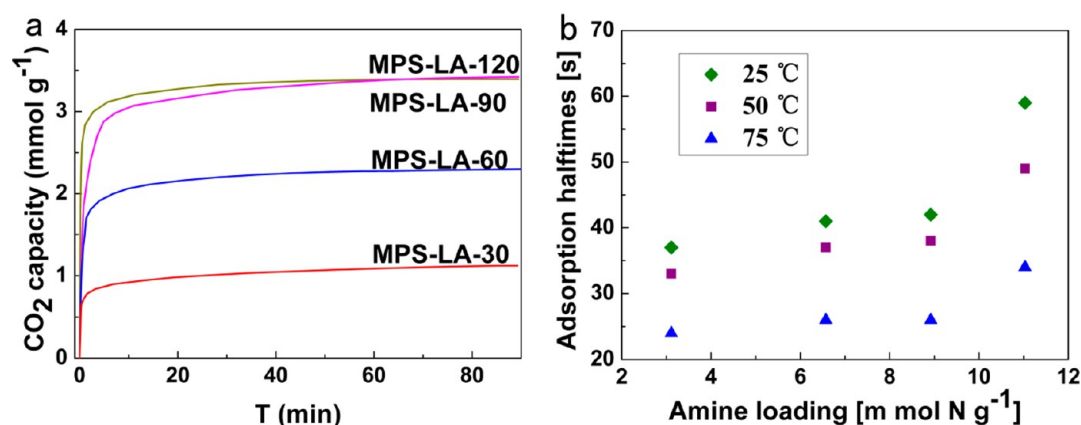 a
CO2 capacity (mmol g-1)
4
3
2
1
0
MPS-LA-120
MPS-LA-90
MPS-LA-60
MPS-LA-30
0 20 40 60 80
T (min)
b
Adsorption halftimes [s]
70
60
50
40
30
20
25 ℃
50 ℃
75 ℃
2 4 6 8 10 12
Amine loading [m mol N g-1]